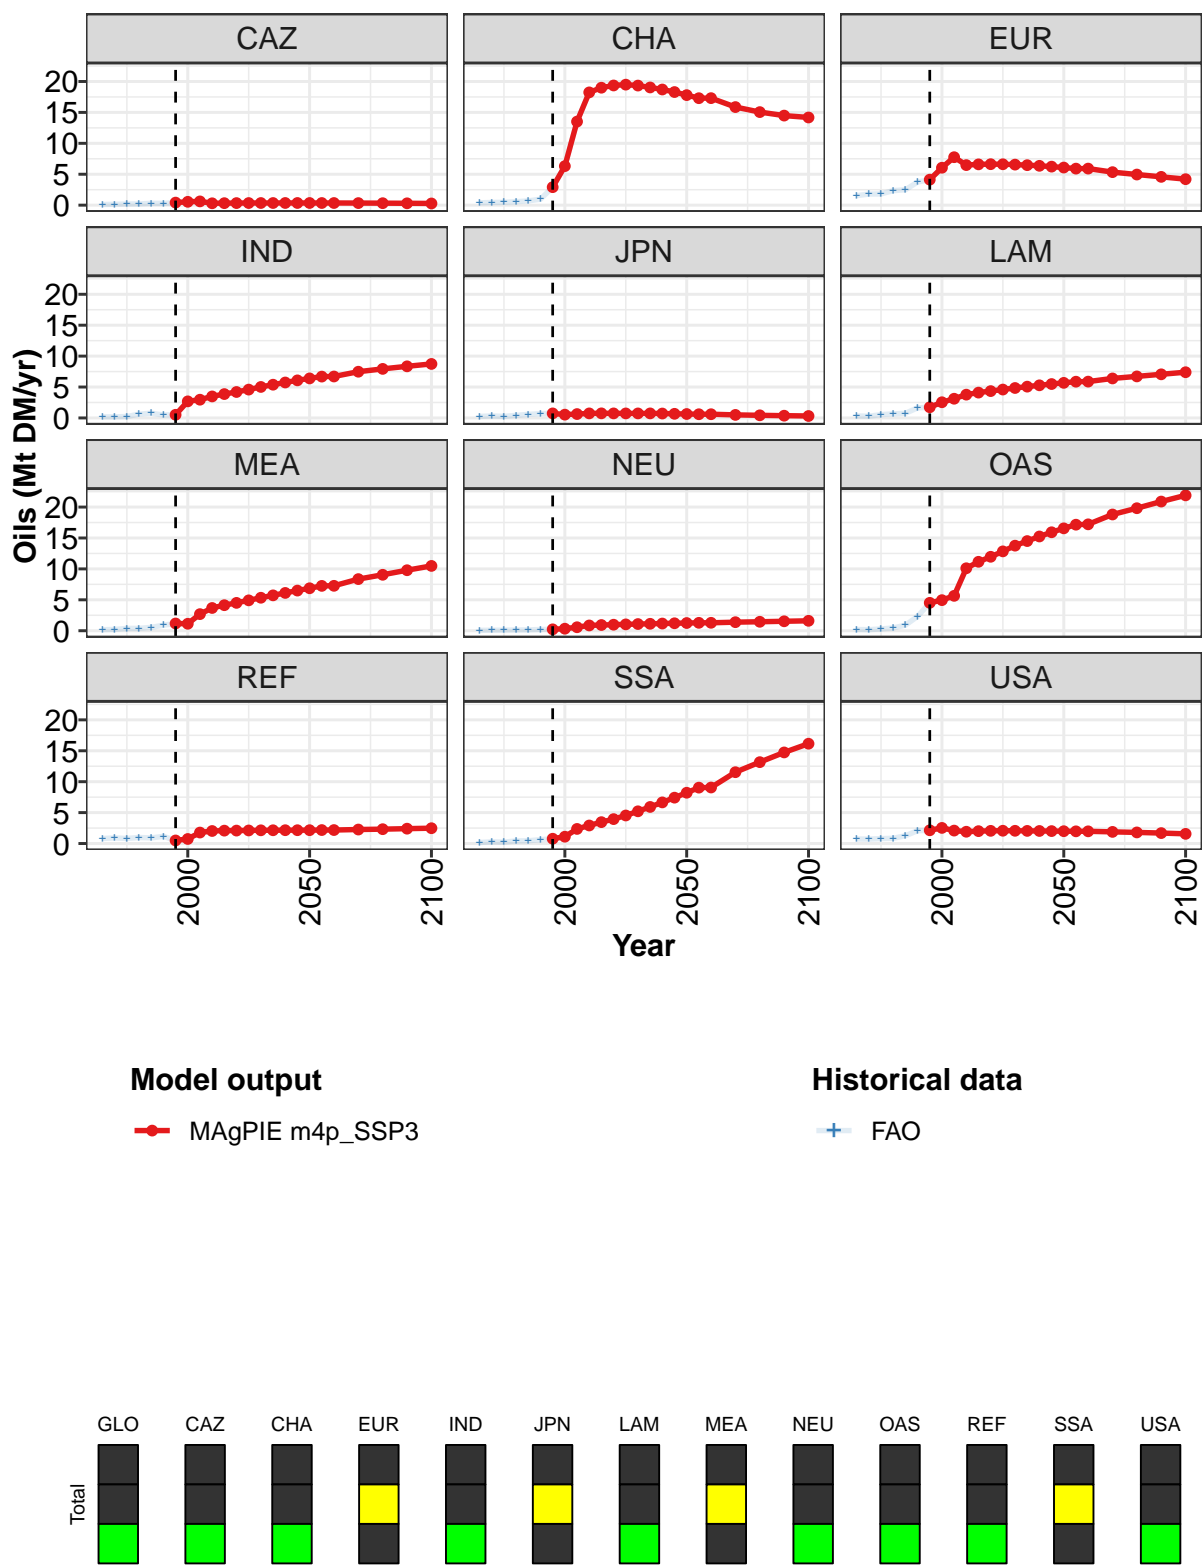 CAZ CHA EUR
20
15
10
5
0
IND JPN LAM
20
15
10
5
0
MEA NEU OAS
20
15
10
5
0
REF SSA USA
20
15
10
5
0
Oils (Mt DM/yr)
2000 2050 2100 2000 2050 2100 2000 2050 2100
Year
Model output Historical data
MAgPIE m4p_SSP3 FAO
GLO CAZ CHA EUR IND JPN LAM MEA NEU OAS REF SSA USA
Total